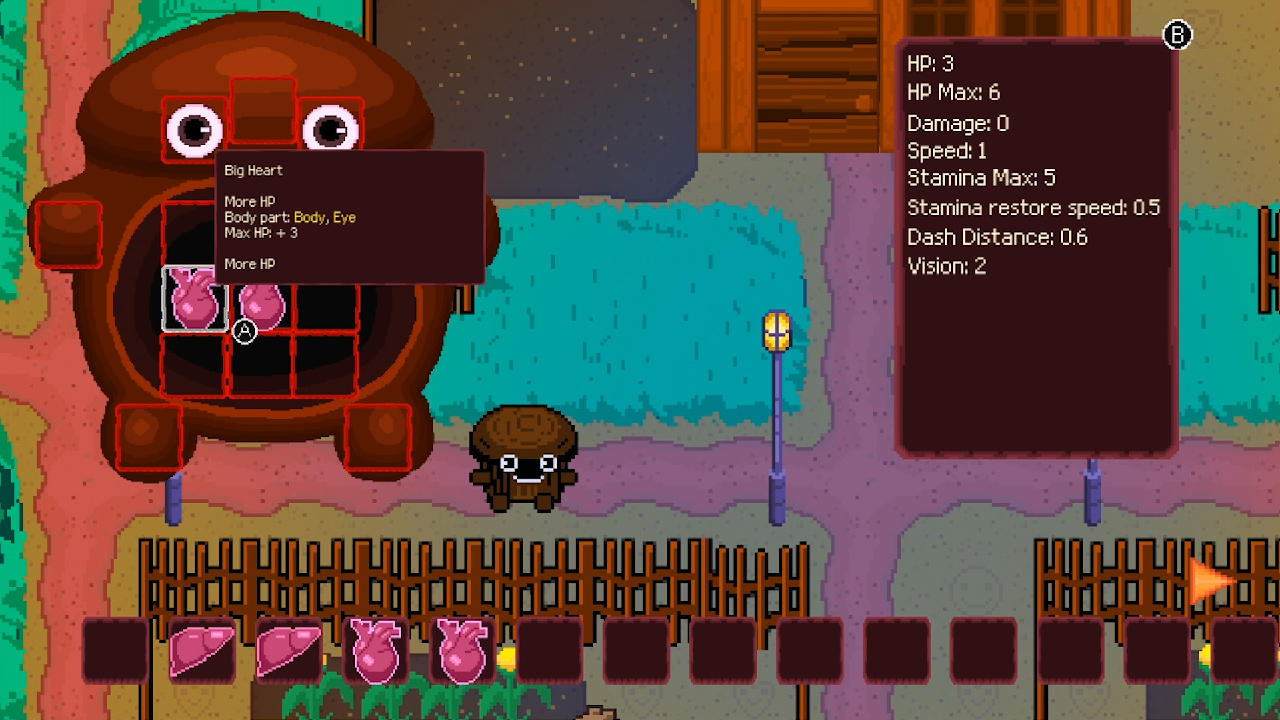 Big Heart
More HP
Body part: Body, Eye
Max HP: + 3
More HP
A
B
HP: 3
HP Max: 6
Damage: 0
Speed: 1
Stamina Max: 5
Stamina restore speed: 0.5
Dash Distance: 0.6
Vision: 2